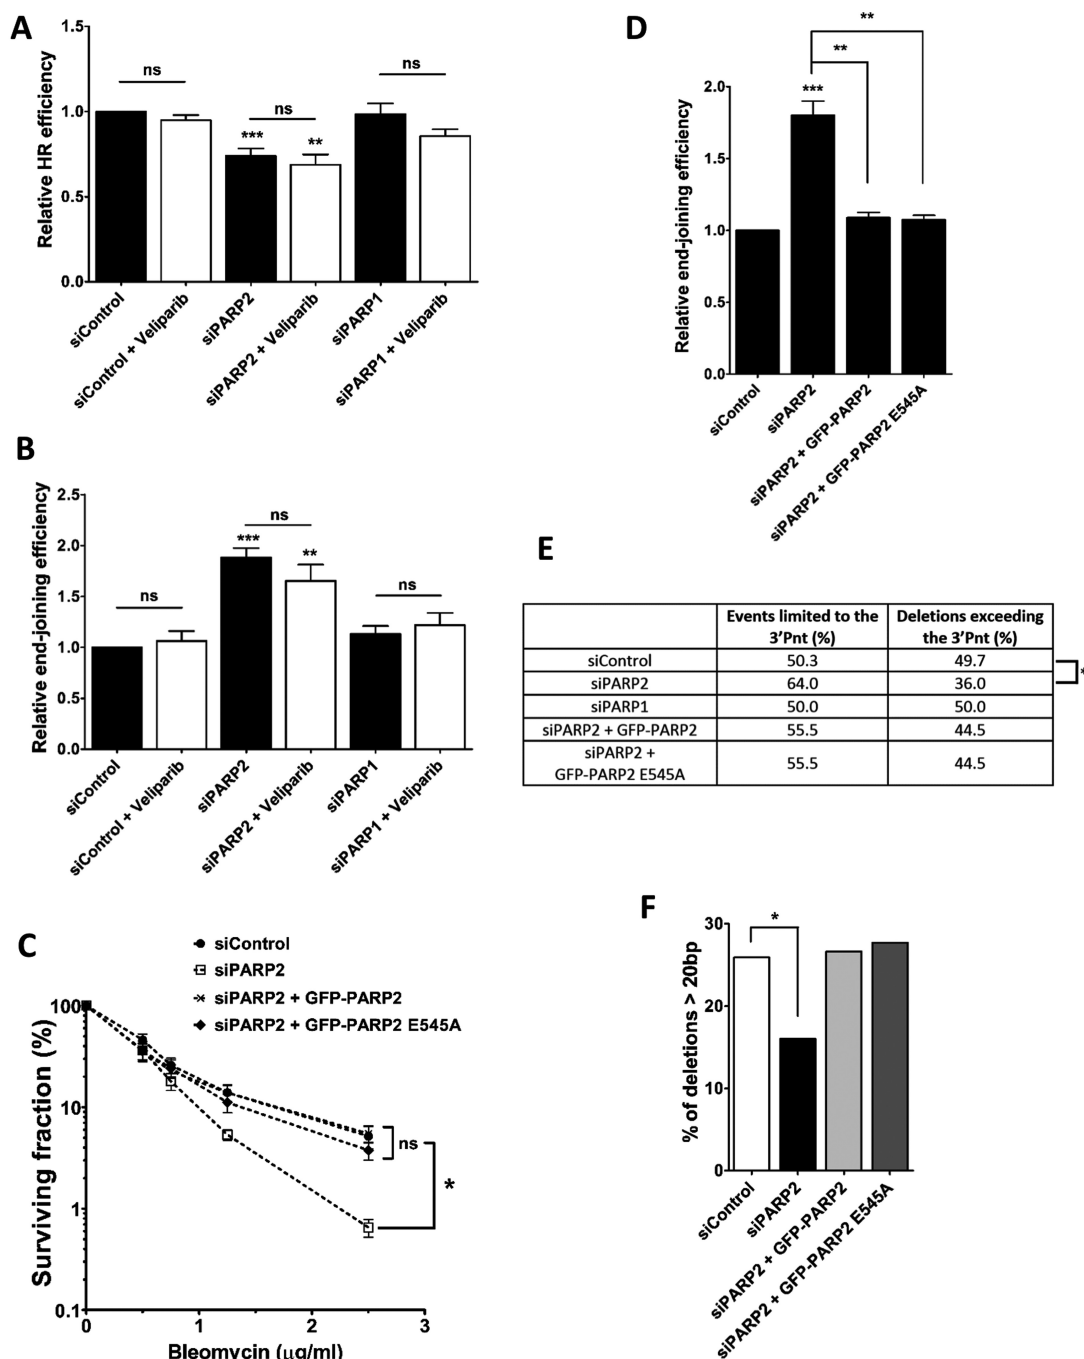 A
Relative HR efficiency
1.5
1.0
0.5
0.0
ns
ns
ns
***
**
siControl
siControl + Veliparib
siPARP2
siPARP2 + Veliparib
siPARP1
siPARP1 + Veliparib
B
Relative end-joining efficiency
2.5
2.0
1.5
1.0
0.5
0.0
ns
ns
ns
***
**
siControl
siControl + Veliparib
siPARP2
siPARP2 + Veliparib
siPARP1
siPARP1 + Veliparib
C
siControl
siPARP2
siPARP2 + GFP-PARP2
siPARP2 + GFP-PARP2 E545A
Surviving fraction (%)
100
10
1
0.1
0
1
2
3
ns
*
Bleomycin (μg/ml)
D
Relative end-joining efficiency
2.0
1.5
1.0
0.5
0.0
**
**
***
siControl
siPARP2
siPARP2 + GFP-PARP2
siPARP2 + GFP-PARP2 E545A
E
Events limited to the 3'Pnt (%)
Deletions exceeding the 3'Pnt (%)
siControl 50.3 49.7
siPARP2 64.0 36.0
*
siPARP1 50.0 50.0
siPARP2 + GFP-PARP2 55.5 44.5
siPARP2 + GFP-PARP2 E545A 55.5 44.5
F
% of deletions > 20bp
30
20
10
0
*
siControl
siPARP2
siPARP2 + GFP-PARP2
siPARP2 + GFP-PARP2 E545A